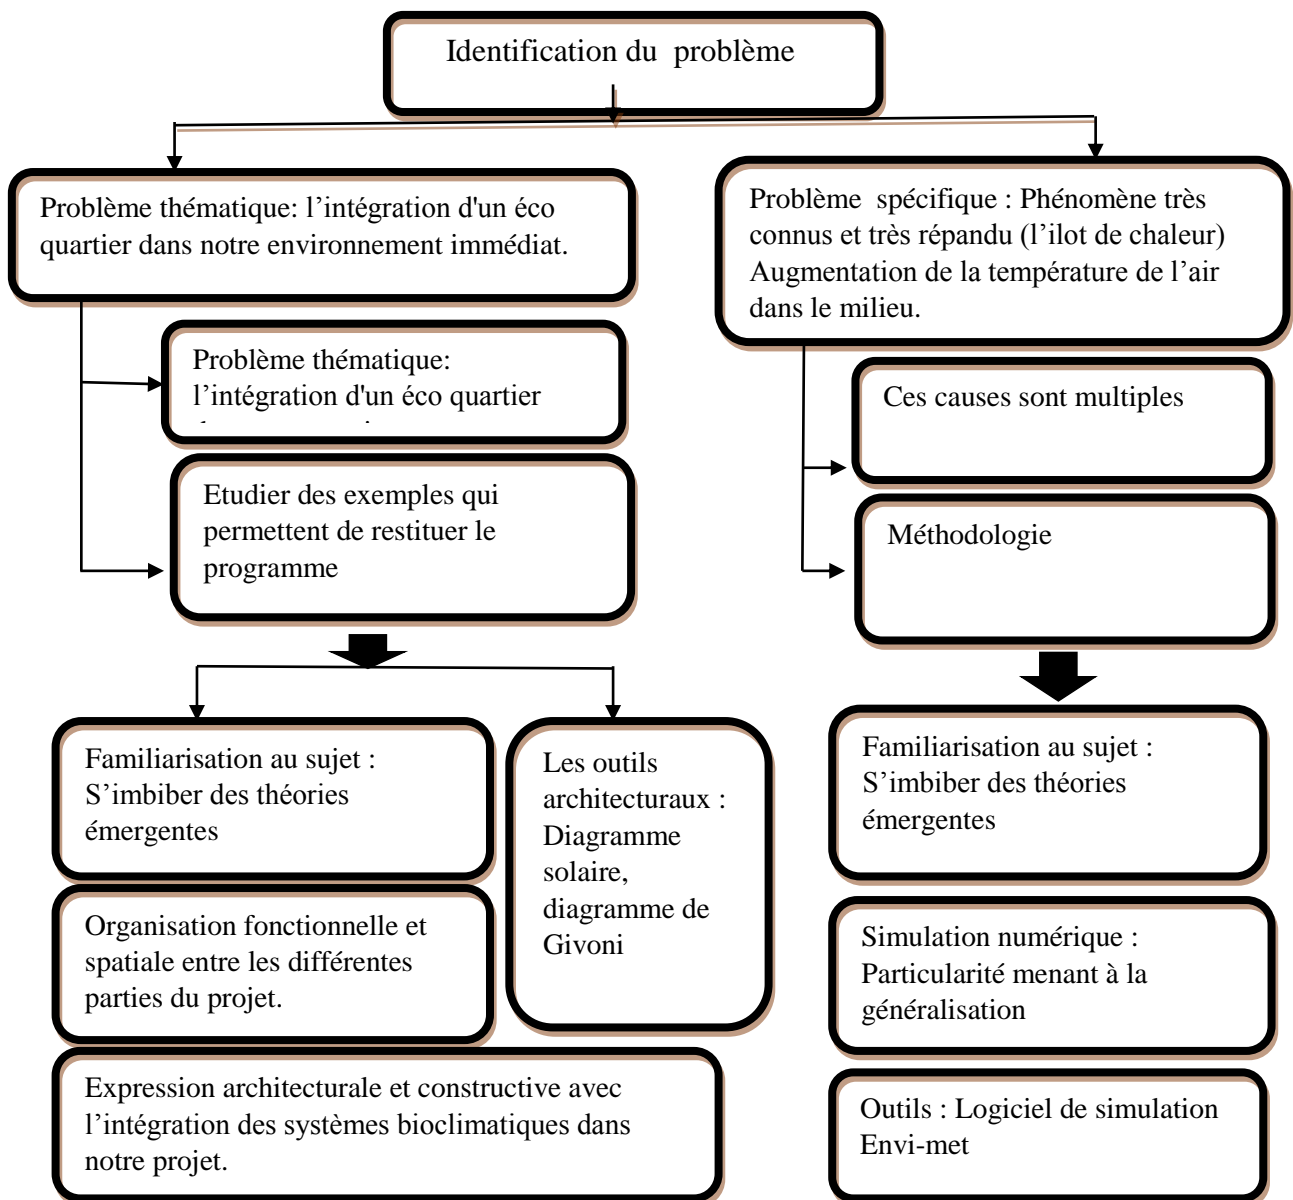 Identification du problème
Problème thématique: l’intégration d'un éco
quartier dans notre environnement immédiat.
Problème spécifique : Phénomène très
connus et très répandu (l’ilot de chaleur)
Augmentation de la température de l’air
dans le milieu.
Problème thématique:
l’intégration d'un éco quartier
Ces causes sont multiples
Etudier des exemples qui
permettent de restituer le
programme
Méthodologie
Familiarisation au sujet :
S’imbiber des théories
émergentes
Les outils
architecturaux :
Diagramme
solaire,
diagramme de
Givoni
Familiarisation au sujet :
S’imbiber des théories
émergentes
Organisation fonctionnelle et
spatiale entre les différentes
parties du projet.
Simulation numérique :
Particularité menant à la
généralisation
Expression architecturale et constructive avec
l’intégration des systèmes bioclimatiques dans
notre projet.
Outils : Logiciel de simulation
Envi-met